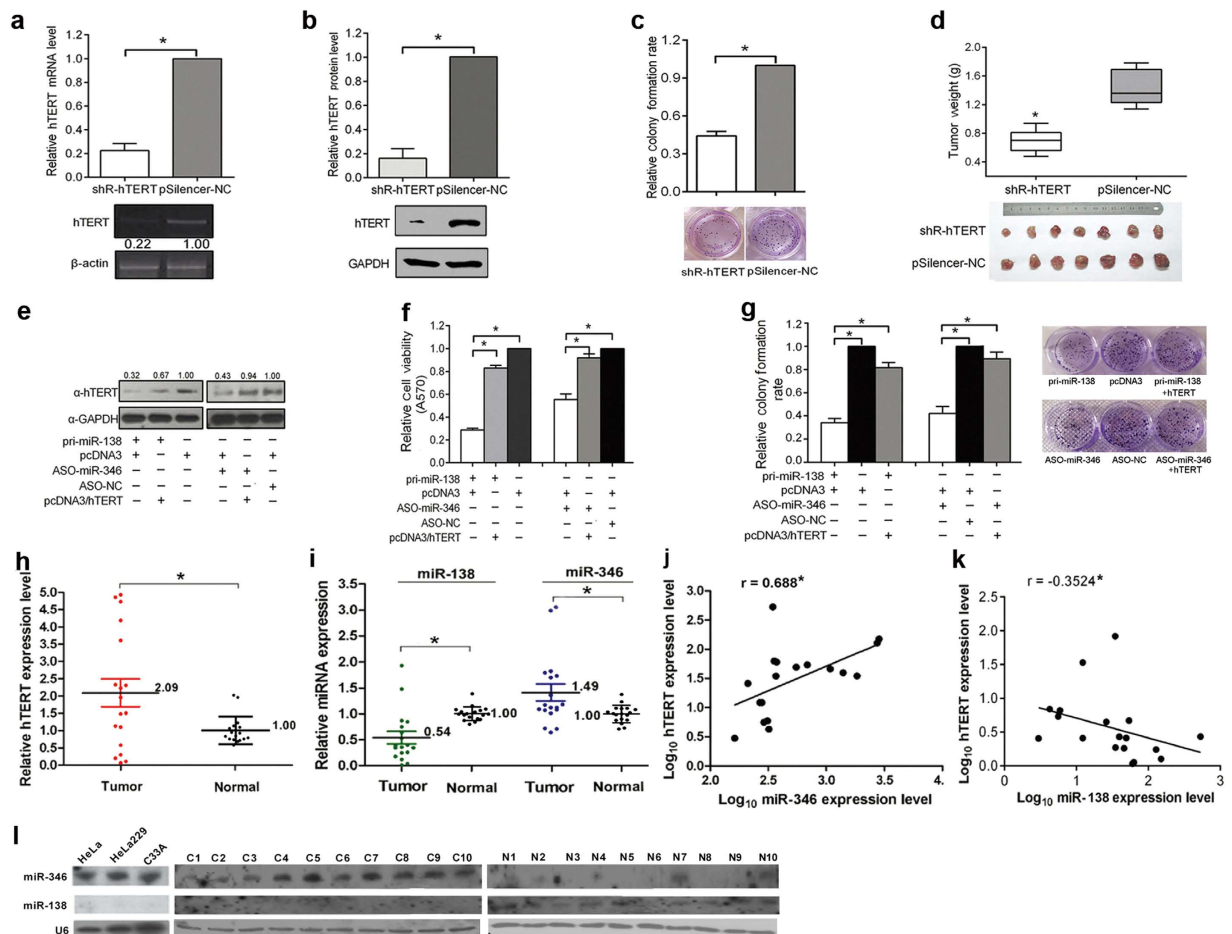 a
Relative hTERT mRNA level
1.0
0.8
0.6
0.4
0.2
0.0
*
shR-hTERT pSilencer-NC
hTERT
0.22 1.00
β-actin
b
Relative hTERT protein level
1.0
0.8
0.6
0.4
0.2
0.0
*
shR-hTERT pSilencer-NC
hTERT
GAPDH
c
Relative colony formation rate
1.2
0.9
0.6
0.3
0.0
*
shR-hTERT pSilencer-NC
d
Tumor weight (g)
2.0
1.6
1.2
0.8
0.4
*
shR-hTERT pSilencer-NC
shR-hTERT
pSilencer-NC
e
0.32 0.67 1.00 0.43 0.94 1.00
α-hTERT
α-GAPDH
pri-miR-138 + + − − − −
pcDNA3 + − + + − +
ASO-miR-346 − − − + + −
ASO-NC − − − − − +
pcDNA3/hTERT − + − − + −
f
Relative cell viability
(A570)
1.2
1.0
0.8
0.6
0.4
0.2
0.0
* * * *
pri-miR-138 + + − − − −
pcDNA3 + − + + − +
ASO-miR-346 − − − + + −
ASO-NC − − − − − +
pcDNA3/hTERT − + − − + −
g
Relative colony formation
rate
1.2
1.0
0.8
0.6
0.4
0.2
0.0
* * * *
pri-miR-138 + − + − − −
pcDNA3 + + − + + −
ASO-miR-346 − − − + − +
ASO-NC − − − − + −
pcDNA3/hTERT − − + − − +
pri-miR-138 pcDNA3 pri-miR-138
+hTERT
ASO-miR-346 ASO-NC ASO-miR-346
+hTERT
h
Relative hTERT expression level
5.0
4.5
4.0
3.5
3.0
2.5
2.0
1.5
1.0
0.5
0.0
*
2.09
1.00
Tumor Normal
i
Relative miRNA expression
3.5
3.0
2.5
2.0
1.5
1.0
0.5
0.0
miR-138 miR-346
* *
0.54 1.00 1.49 1.00
Tumor Normal Tumor Normal
j
r = 0.688*
Log10 hTERT expression level
3.0
2.5
2.0
1.5
1.0
0.5
0.0
2.0 2.5 3.0 3.5 4.0
Log10 miR-346 expression level
k
r = -0.3524*
Log10 hTERT expression level
2.5
2.0
1.5
1.0
0.5
0.0
0 1 2 3
Log10 miR-138 expression level
l
HeLa HeLa229 C33A C1 C2 C3 C4 C5 C6 C7 C8 C9 C10 N1 N2 N3 N4 N5 N6 N7 N8 N9 N10
miR-346
miR-138
U6